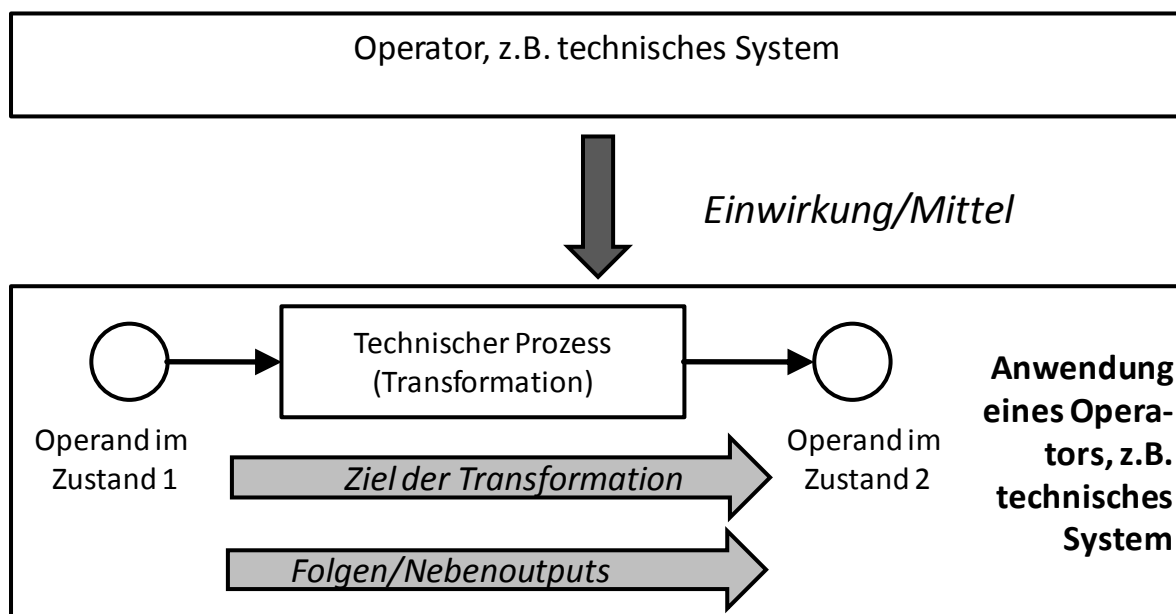 Operator, z.B. technisches System
Einwirkung/Mittel
Technischer Prozess
(Transformation)
Operand im
Zustand 1
Operand im
Zustand 2
Ziel der Transformation
Folgen/Nebenoutputs
Anwendung
eines Opera-
tors, z.B.
technisches
System